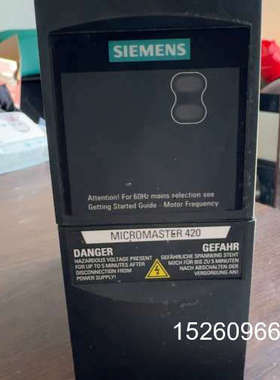 SIEMENS
Attention! For 60Hz mains selection see
Getting Started Guide - Motor Frequency
MICROMASTER 420
DANGER
HAZARDOUS VOLTAGE PRESENT
FOR UP TO 5 MINUTES AFTER
DISCONNECTION FROM
POWER SUPPLY!
GEFAHR
GEFÄHRLICHE SPANNUNG STEHT
NOCH BIS ZU 5 MINUTEN
NACH ABSCHALTEN DER
VERSORGUNG AN!
15260966